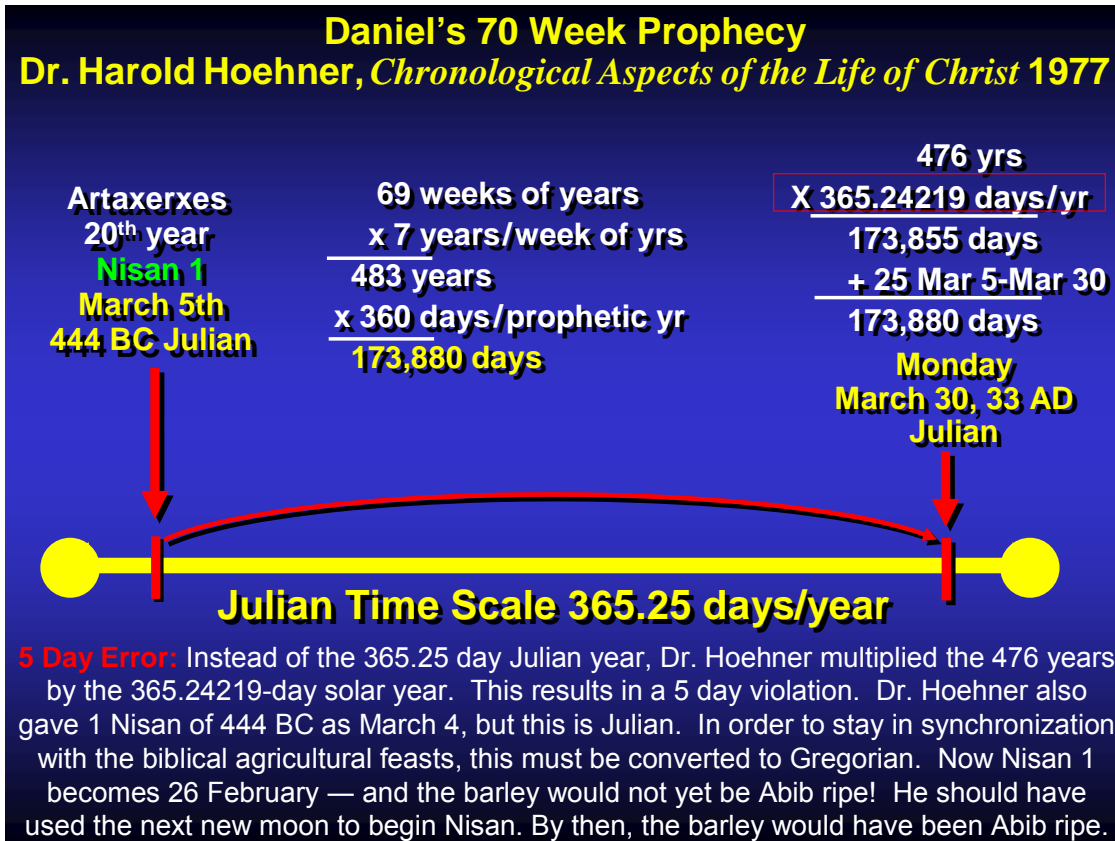 Daniel's 70 Week Prophecy
Dr. Harold Hoehner, Chronological Aspects of the Life of Christ 1977
Artaxerxes
20th year
Nisan 1
March 5th
444 BC Julian
69 weeks of years
x 7 years/week of yrs
483 years
x 360 days/prophetic yr
173,880 days
476 yrs
X 365.24219 days/yr
173,855 days
+ 25 Mar 5-Mar 30
173,880 days
Monday
March 30, 33 AD
Julian
Julian Time Scale 365.25 days/year
5 Day Error: Instead of the 365.25 day Julian year, Dr. Hoehner multiplied the 476 years
by the 365.24219-day solar year. This results in a 5 day violation. Dr. Hoehner also
gave 1 Nisan of 444 BC as March 4, but this is Julian. In order to stay in synchronization
with the biblical agricultural feasts, this must be converted to Gregorian. Now Nisan 1
becomes 26 February — and the barley would not yet be Abib ripe! He should have
used the next new moon to begin Nisan. By then, the barley would have been Abib ripe.